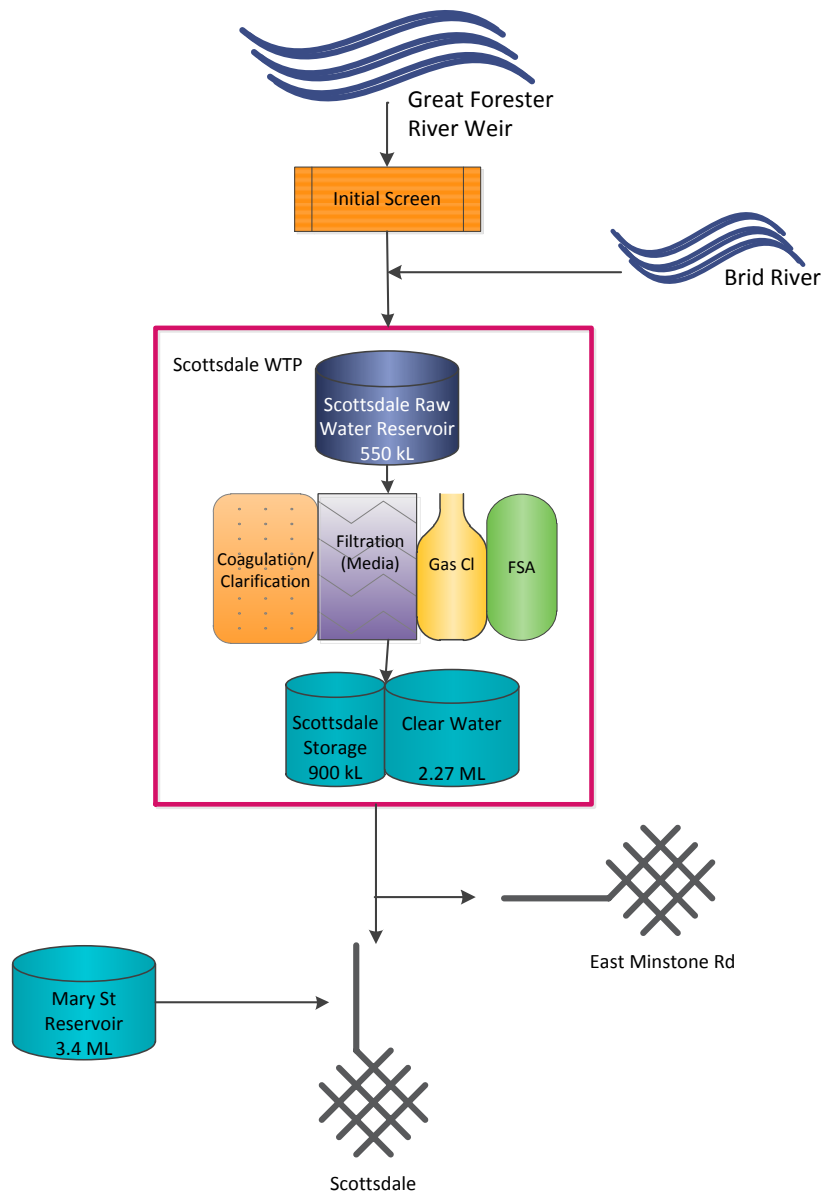 Great Forester
River Weir
Initial Screen
Brid River
Scottsdale WTP
Scottsdale Raw
Water Reservoir
550 kL
Coagulation/
Clarification
Filtration
(Media)
Gas Cl
FSA
Scottsdale
Storage
900 kL
Clear Water
2.27 ML
East Minstone Rd
Mary St
Reservoir
3.4 ML
Scottsdale